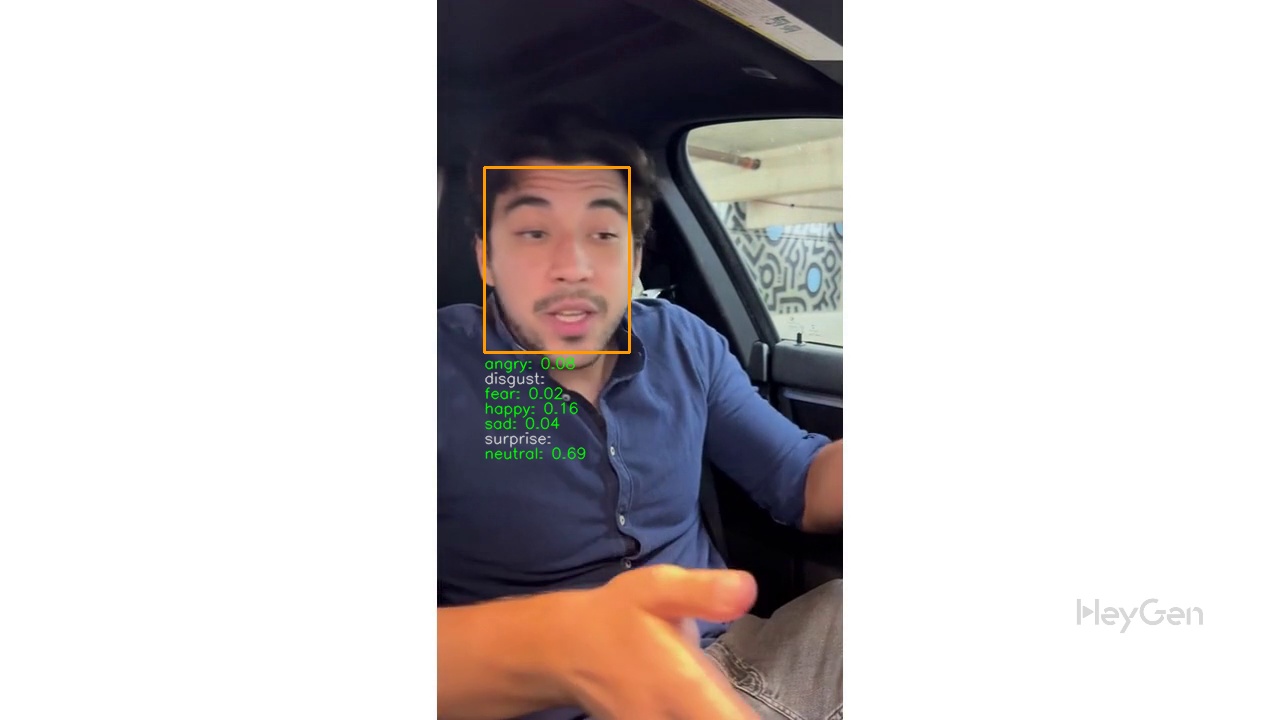 angry: 0.08
disgust:
fear: 0.02
happy: 0.16
sad: 0.04
surprise:
neutral: 0.69
HeyGen